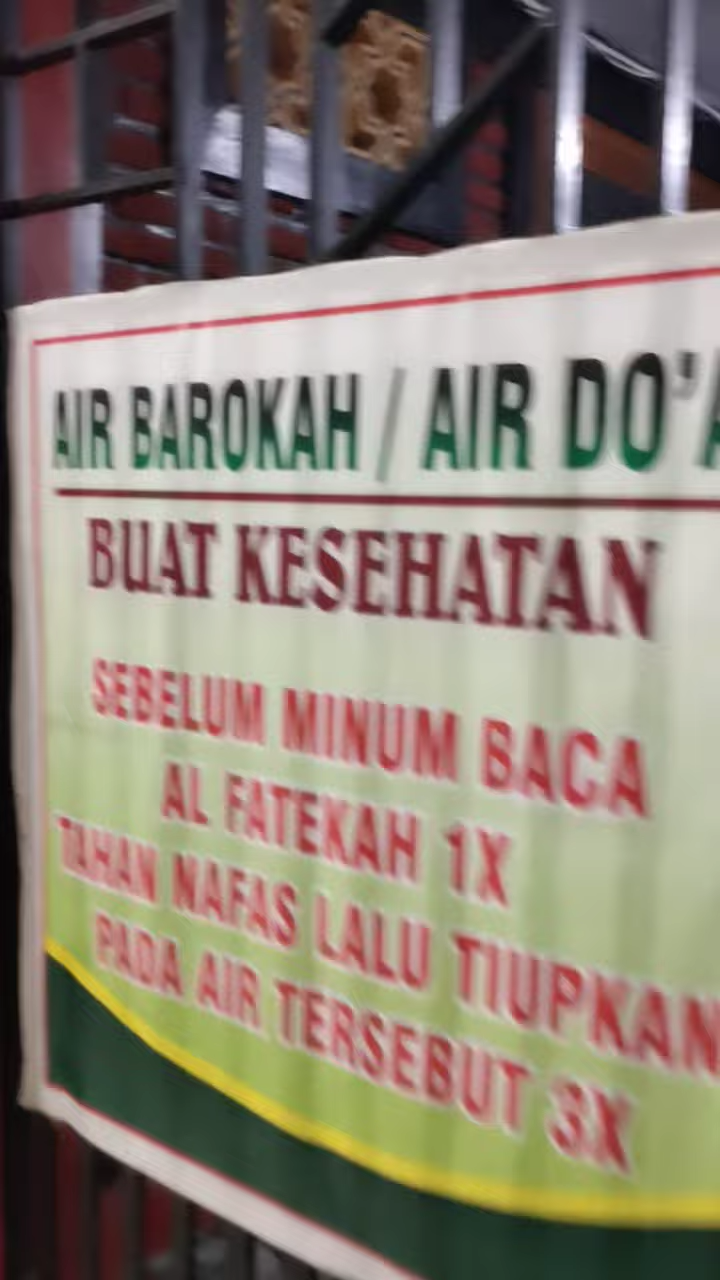 AIR BAROKAH / AIR DO'A
BUAT KESEHATAN
SEBELUM MINUM BACA
AL FATEKAH 1X
TAHAN NAFAS LALU TIUPKAN
PADA AIR TERSEBUT 3X